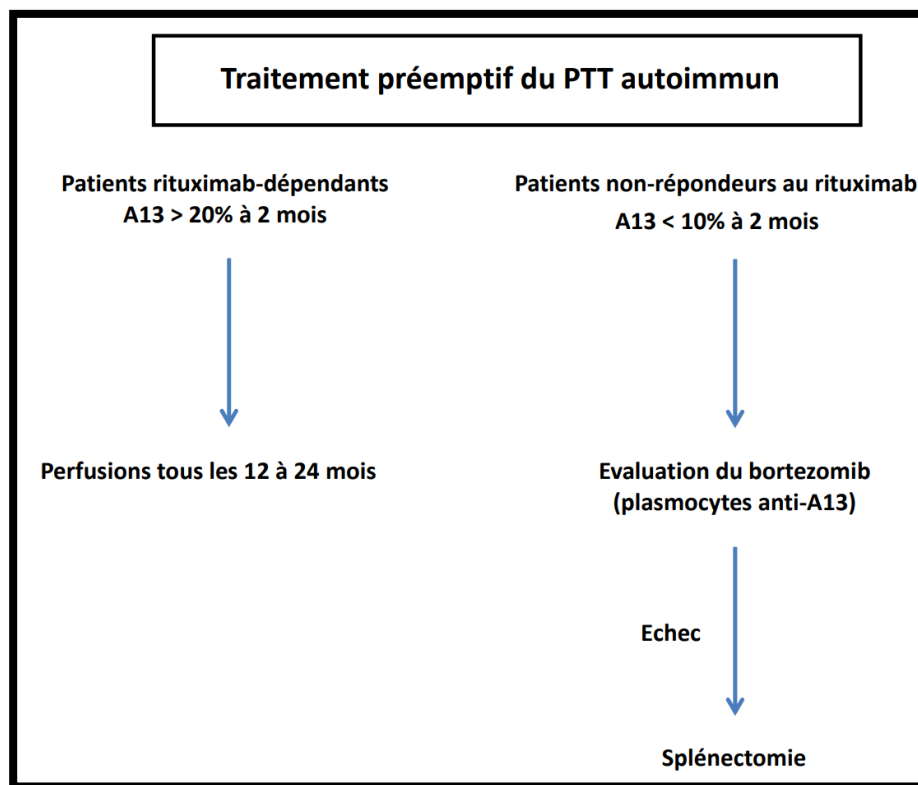 Traitement préemptif du PTT autoimmun
Patients rituximab-dépendants
A13 > 20% à 2 mois
Patients non-répondeurs au rituximab
A13 < 10% à 2 mois
Perfusions tous les 12 à 24 mois
Evaluation du bortezomib
(plasmocytes anti-A13)
Echec
Splénectomie